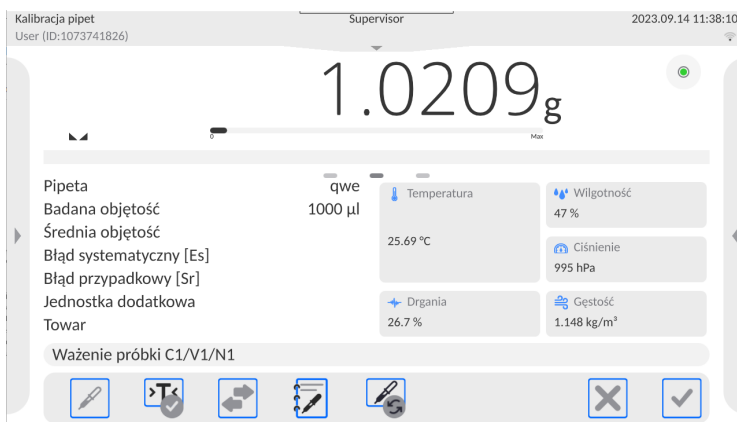 Kalibracja pipet Supervisor 2023.09.14 11:38:10
User (ID:1073741826)
1.0209 g
0 Max
Pipeta qwe
Badana objętość 1000 µl
Średnia objętość
Błąd systematyczny [Es]
Błąd przypadkowy [Sr]
Jednostka dodatkowa
Towar
Temperatura
25.69 °C
Wilgotność
47 %
Ciśnienie
995 hPa
Drgania
26.7 %
Gęstość
1.148 kg/m³
Ważenie próbki C1/V1/N1
>T<